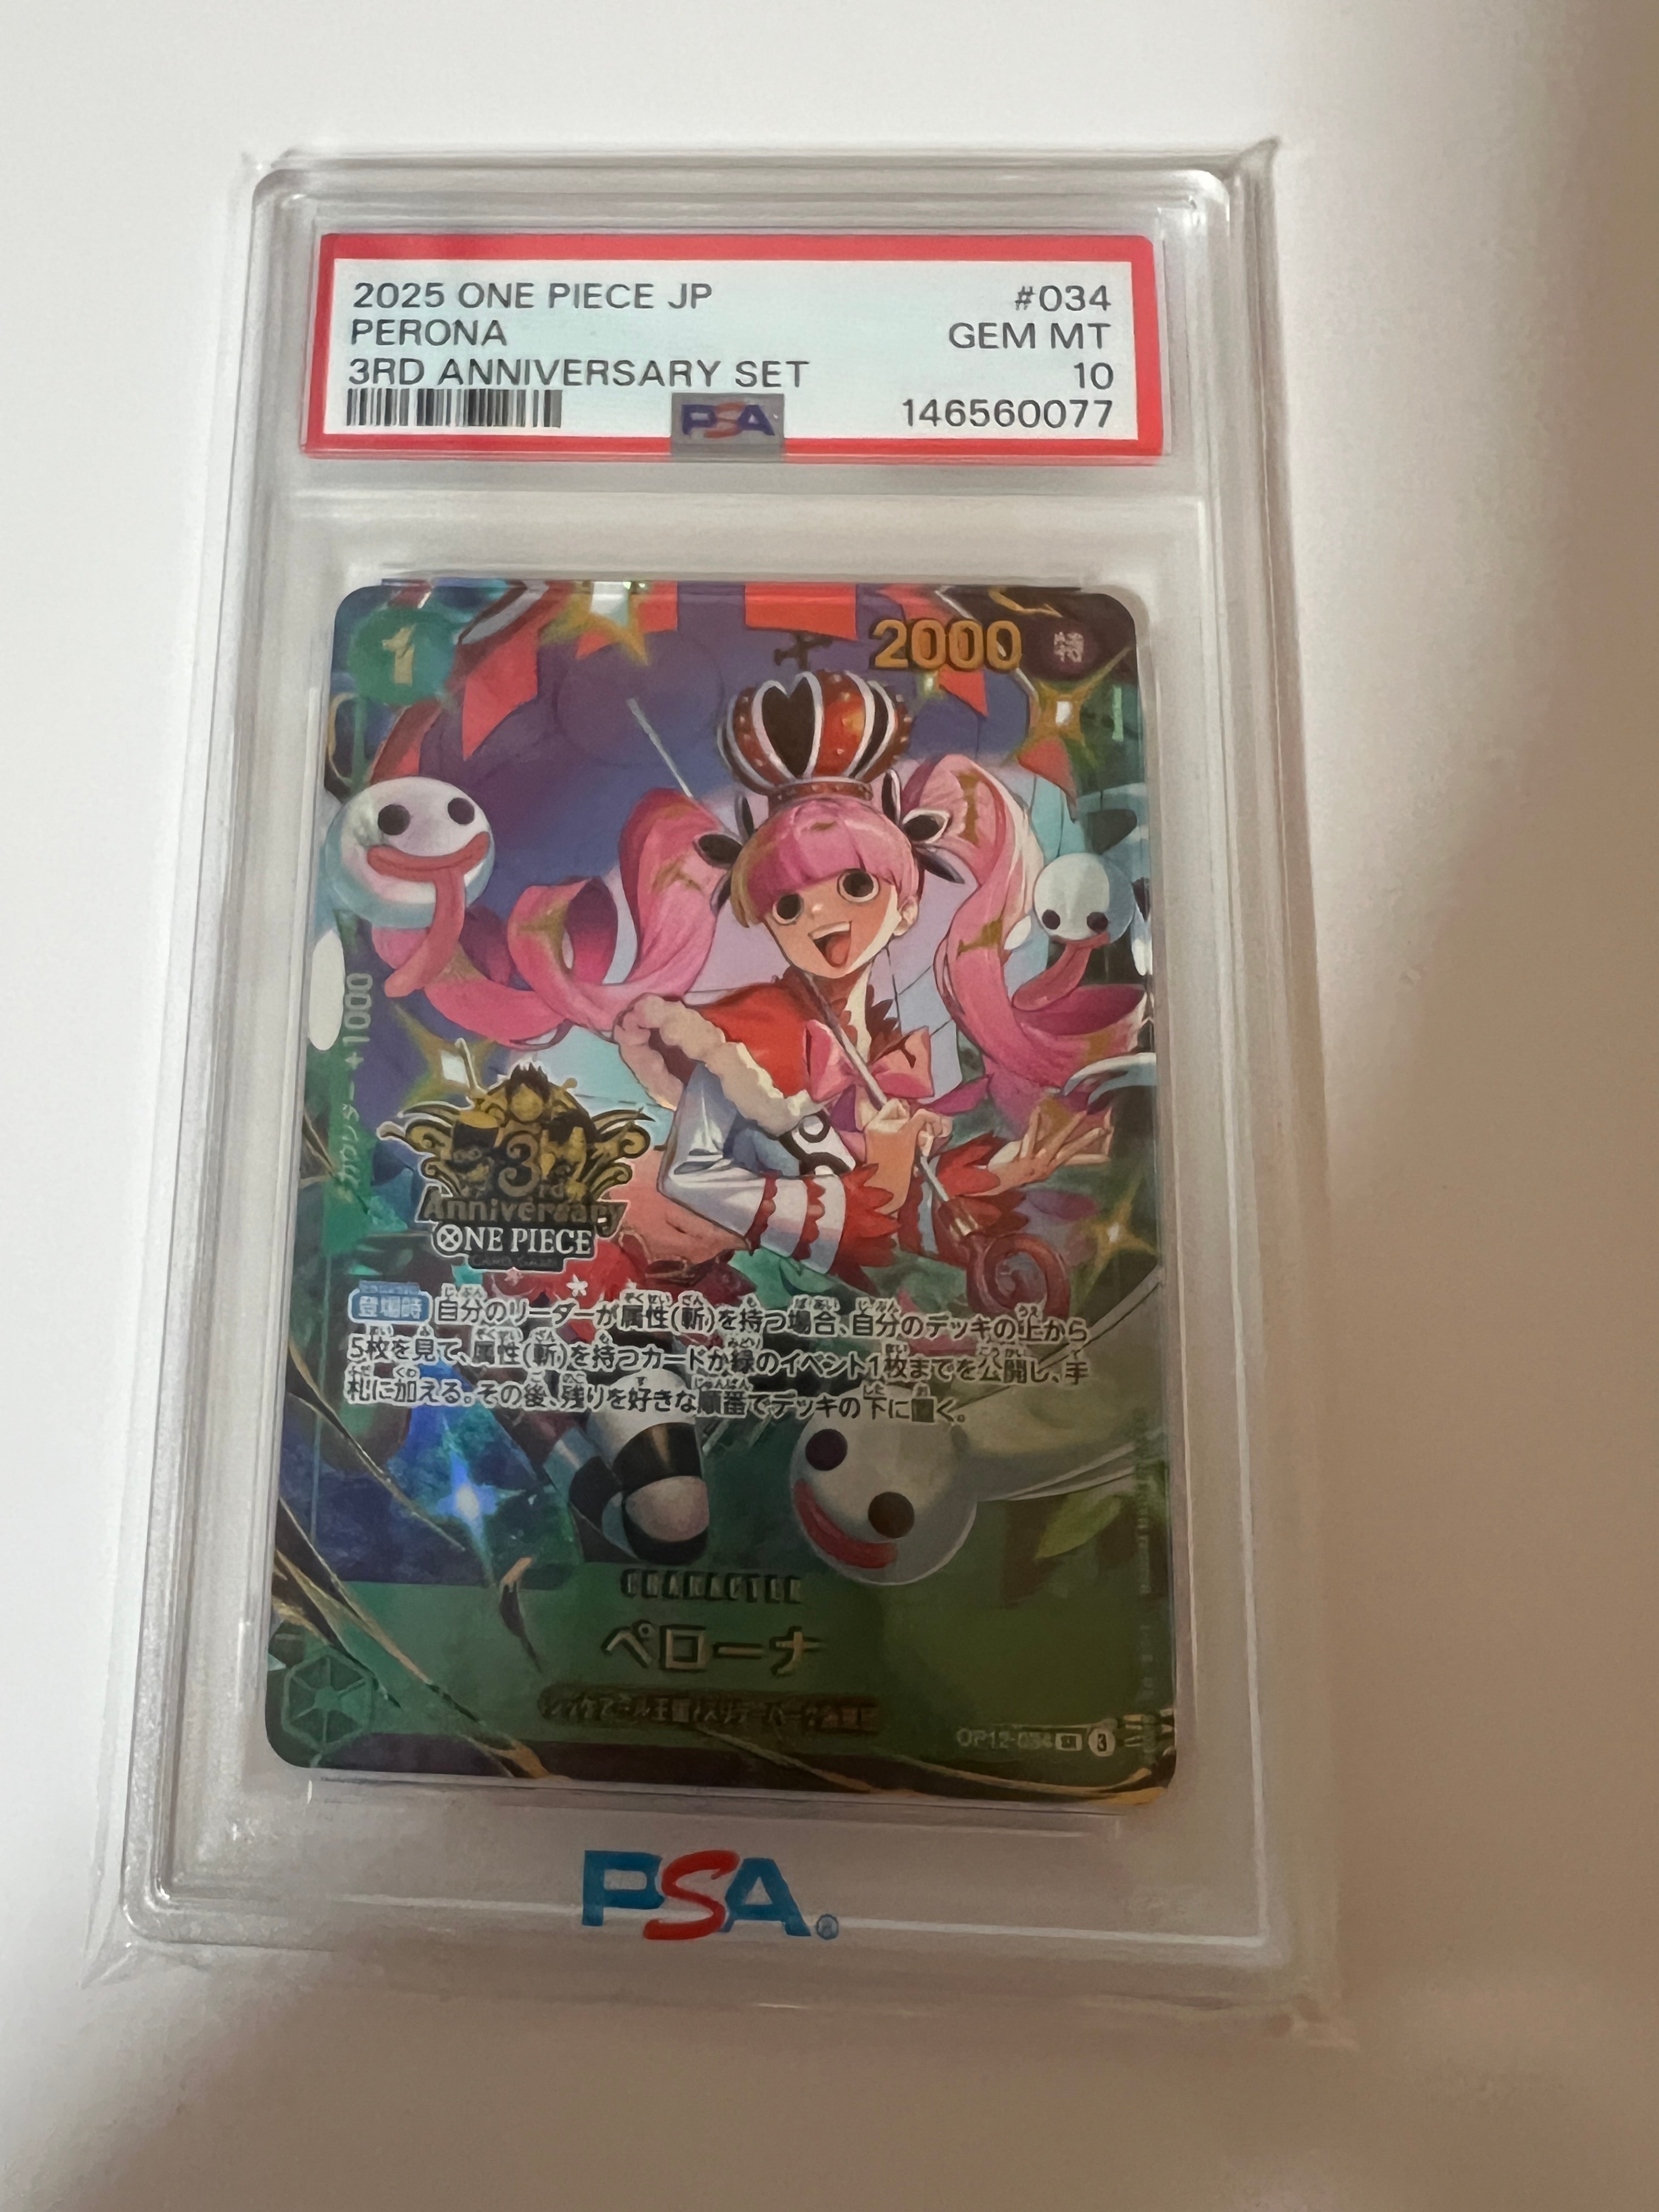 2025 ONE PIECE JP #034
PERONA GEM MT
3RD ANNIVERSARY SET 10
PSA 146560077
1 2000 特
カウンター+1000
3rd
Anniversary
ONE PIECE
登場時 自分のリーダーが属性(斬)を持つ場合、自分のデッキの上から
5枚を見て、属性(斬)を持つカードか緑のイベント1枚までを公開し、手
札に加える。その後、残りを好きな順番でデッキの下に置く。
CHARACTER
ペローナ
OP12-034 3
PSA®